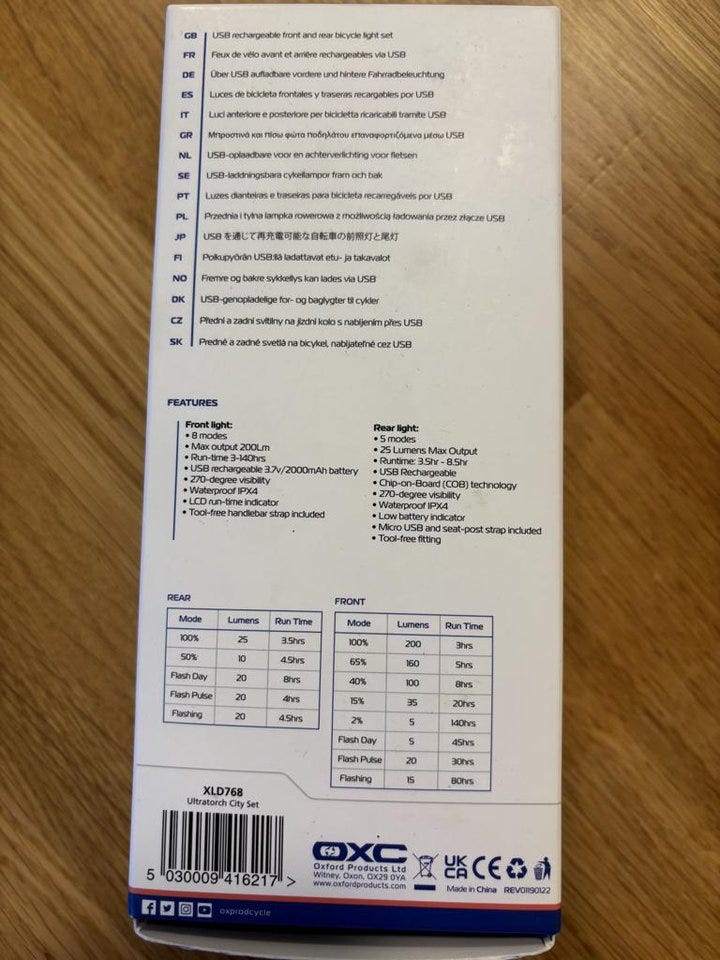 GB USB rechargeable front and rear bicycle light set
FR Feux de vélo avant et arrière rechargeables via USB
DE Über USB aufladbare vordere und hintere Fahrradbeleuchtung
ES Luces de bicicleta frontales y traseras recargables por USB
IT Luci anteriore e posteriore per bicicletta ricaricabili tramite USB
GR Μπροστινά και πίσω φώτα ποδηλάτου επαναφορτιζόμενα μέσω USB
NL USB-oplaadbare voor en achterverlichting voor fietsen
SE USB-laddningsbara cykellampor fram och bak
PT Luzes dianteiras e traseiras para bicicleta recarregáveis por USB
PL Przednia i tylna lampka rowerowa z możliwością ładowania przez złącze USB
JP USB を通じて再充電可能な自転車の前照灯と尾灯
FI Polkupyörän USB:llä ladattavat etu- ja takavalot
NO Fremre og bakre sykkellys kan lades via USB
DK USB-genopladelige for- og baglygter til cykler
CZ Přední a zadní svítilny na jízdní kolo s nabíjením přes USB
SK Predné a zadné svetlá na bicykel, nabíjateľné cez USB
FEATURES
Front light:
• 8 modes
• Max output 200Lm
• Run-time 3-140hrs
• USB rechargeable 3.7v/2000mAh battery
• 270-degree visibility
• Waterproof IPX4
• LCD run-time indicator
• Tool-free handlebar strap included
Rear light:
• 5 modes
• 25 Lumens Max Output
• Runtime: 3.5hr - 8.5hr
• USB Rechargeable
• Chip-on-Board (COB) technology
• 270-degree visibility
• Waterproof IPX4
• Low battery indicator
• Micro USB and seat-post strap included
• Tool-free fitting
REAR
Mode Lumens Run Time
100% 25 3.5hrs
50% 10 4.5hrs
Flash Day 20 8hrs
Flash Pulse 20 4hrs
Flashing 20 4.5hrs
FRONT
Mode Lumens Run Time
100% 200 3hrs
65% 160 5hrs
40% 100 8hrs
15% 35 20hrs
2% 5 140hrs
Flash Day 5 45hrs
Flash Pulse 20 30hrs
Flashing 15 80hrs
XLD768
Ultratorch City Set
5 030009 416217 >
OXC
Oxford Products Ltd
Witney, Oxon, OX29 0YA
www.oxfordproducts.com
UK
CA
CE
Made in China REV01190122
oxprodcycle